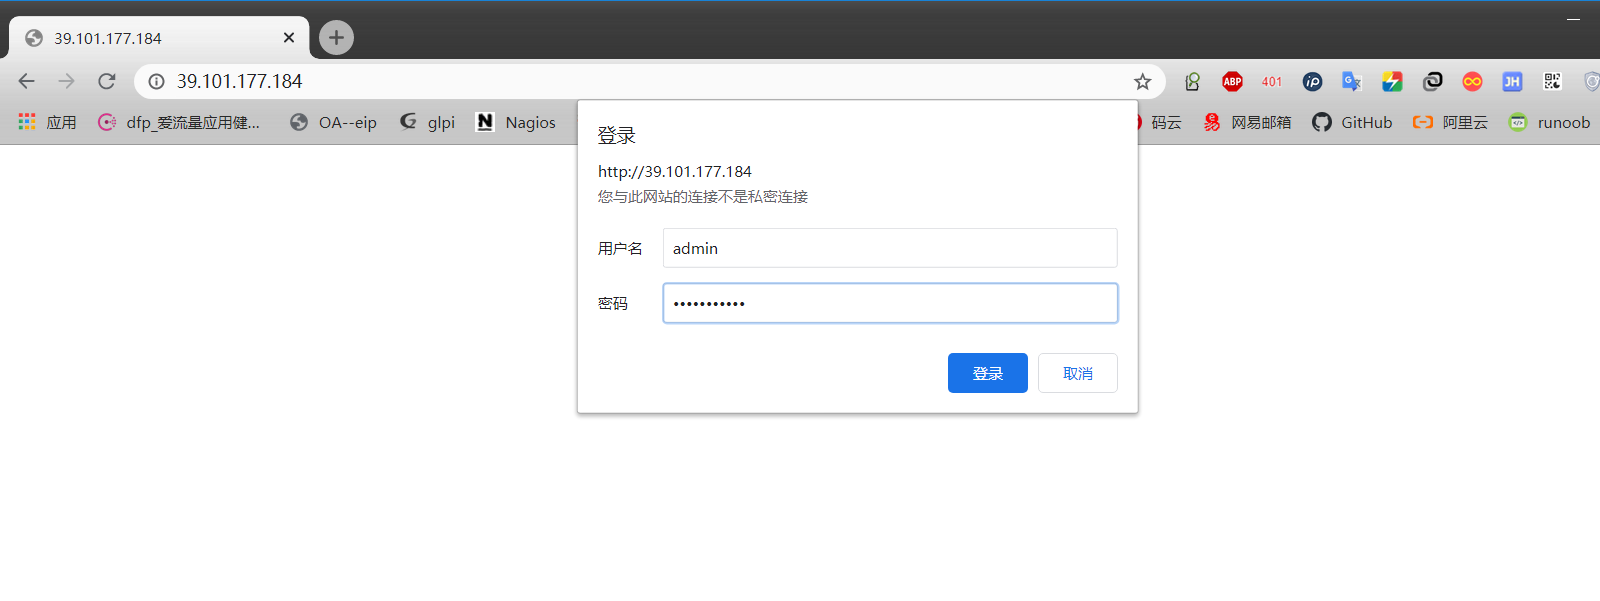 39.101.177.184
39.101.177.184
ABP 401 iP G JH
应用 dfp_爱流量应用健... OA--eip glpi N Nagios 码云 网易邮箱 GitHub 阿里云 runoob
登录
http://39.101.177.184
您与此网站的连接不是私密连接
用户名 admin
密码 •••••••••••
登录 取消